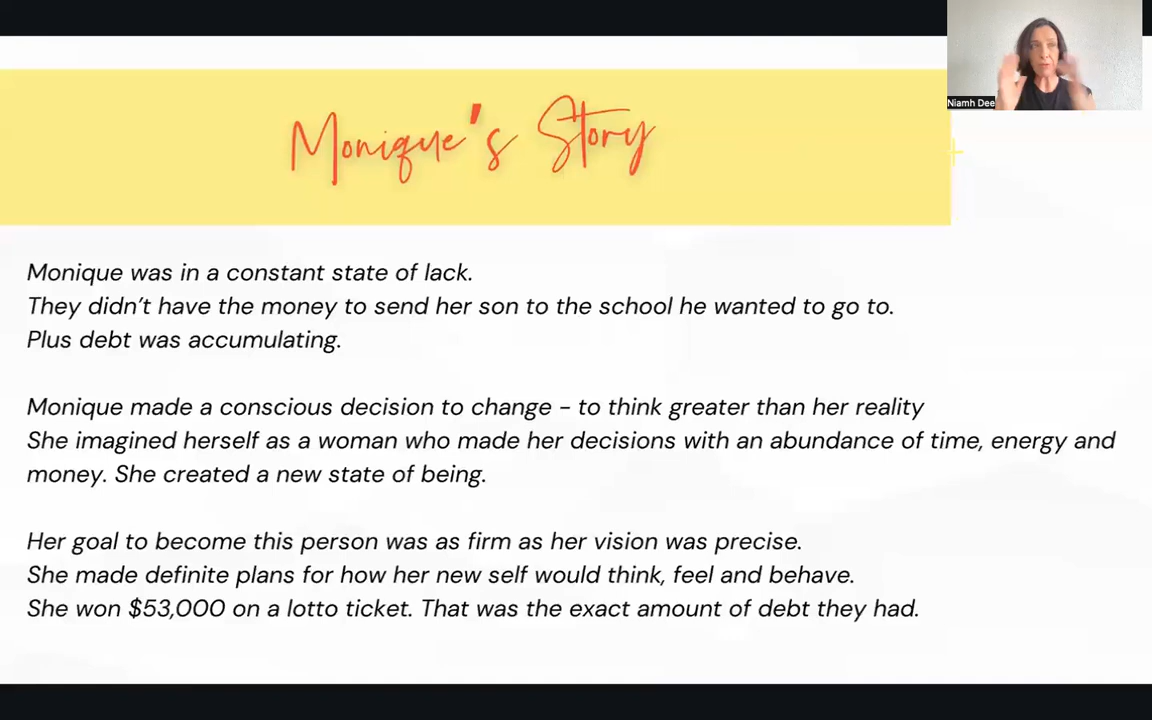 Niamh Dee
Monique's Story
Monique was in a constant state of lack.
They didn't have the money to send her son to the school he wanted to go to.
Plus debt was accumulating.
Monique made a conscious decision to change - to think greater than her reality
She imagined herself as a woman who made her decisions with an abundance of time, energy and
money. She created a new state of being.
Her goal to become this person was as firm as her vision was precise.
She made definite plans for how her new self would think, feel and behave.
She won $53,000 on a lotto ticket. That was the exact amount of debt they had.